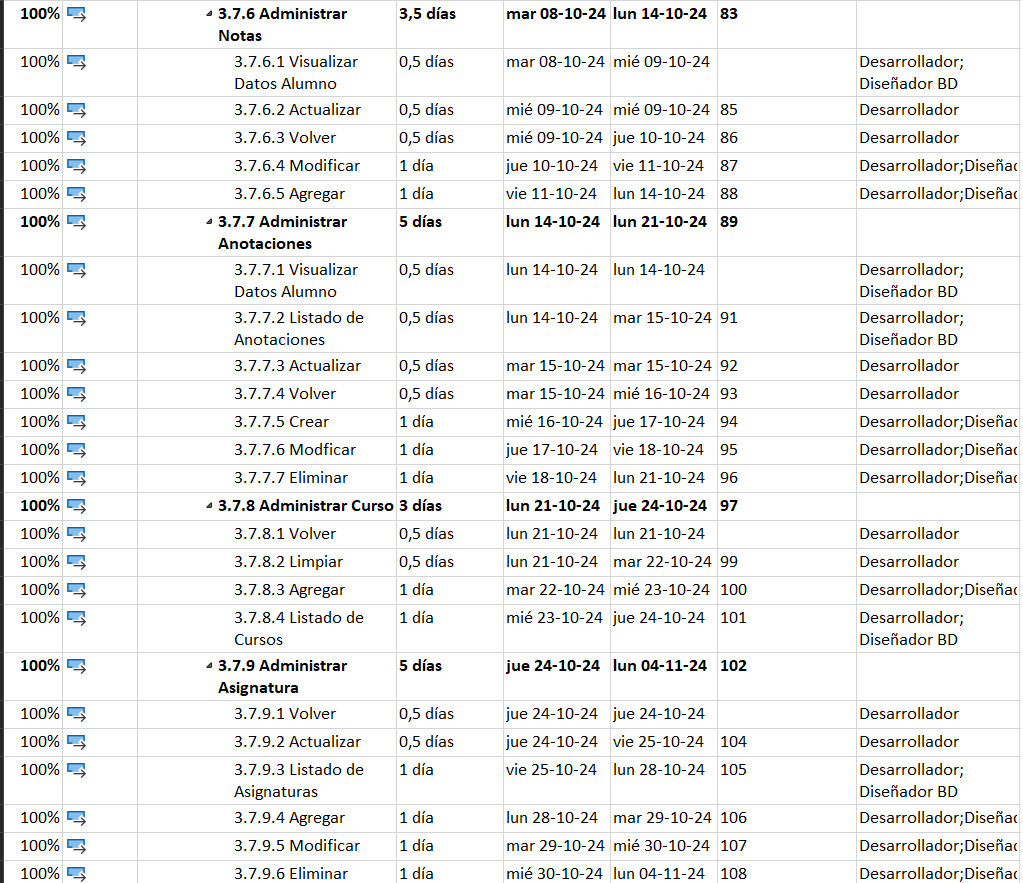 100% 3.7.6 Administrar 3,5 días mar 08-10-24 lun 14-10-24 83
Notas
100% 3.7.6.1 Visualizar 0,5 días mar 08-10-24 mié 09-10-24 Desarrollador;
Datos Alumno Diseñador BD
100% 3.7.6.2 Actualizar 0,5 días mié 09-10-24 mié 09-10-24 85 Desarrollador
100% 3.7.6.3 Volver 0,5 días mié 09-10-24 jue 10-10-24 86 Desarrollador
100% 3.7.6.4 Modificar 1 día jue 10-10-24 vie 11-10-24 87 Desarrollador;Diseñad
100% 3.7.6.5 Agregar 1 día vie 11-10-24 lun 14-10-24 88 Desarrollador;Diseñad
100% 3.7.7 Administrar 5 días lun 14-10-24 lun 21-10-24 89
Anotaciones
100% 3.7.7.1 Visualizar 0,5 días lun 14-10-24 lun 14-10-24 Desarrollador;
Datos Alumno Diseñador BD
100% 3.7.7.2 Listado de 0,5 días lun 14-10-24 mar 15-10-24 91 Desarrollador;
Anotaciones Diseñador BD
100% 3.7.7.3 Actualizar 0,5 días mar 15-10-24 mar 15-10-24 92 Desarrollador
100% 3.7.7.4 Volver 0,5 días mar 15-10-24 mié 16-10-24 93 Desarrollador
100% 3.7.7.5 Crear 1 día mié 16-10-24 jue 17-10-24 94 Desarrollador;Diseñad
100% 3.7.7.6 Modficar 1 día jue 17-10-24 vie 18-10-24 95 Desarrollador;Diseñad
100% 3.7.7.7 Eliminar 1 día vie 18-10-24 lun 21-10-24 96 Desarrollador;Diseñad
100% 3.7.8 Administrar Curso 3 días lun 21-10-24 jue 24-10-24 97
100% 3.7.8.1 Volver 0,5 días lun 21-10-24 lun 21-10-24 Desarrollador
100% 3.7.8.2 Limpiar 0,5 días lun 21-10-24 mar 22-10-24 99 Desarrollador
100% 3.7.8.3 Agregar 1 día mar 22-10-24 mié 23-10-24 100 Desarrollador;Diseñad
100% 3.7.8.4 Listado de 1 día mié 23-10-24 jue 24-10-24 101 Desarrollador;
Cursos Diseñador BD
100% 3.7.9 Administrar 5 días jue 24-10-24 lun 04-11-24 102
Asignatura
100% 3.7.9.1 Volver 0,5 días jue 24-10-24 jue 24-10-24 Desarrollador
100% 3.7.9.2 Actualizar 0,5 días jue 24-10-24 vie 25-10-24 104 Desarrollador
100% 3.7.9.3 Listado de 1 día vie 25-10-24 lun 28-10-24 105 Desarrollador;
Asignaturas Diseñador BD
100% 3.7.9.4 Agregar 1 día lun 28-10-24 mar 29-10-24 106 Desarrollador;Diseñad
100% 3.7.9.5 Modificar 1 día mar 29-10-24 mié 30-10-24 107 Desarrollador;Diseñad
100% 3.7.9.6 Eliminar 1 día mié 30-10-24 lun 04-11-24 108 Desarrollador;Diseñad